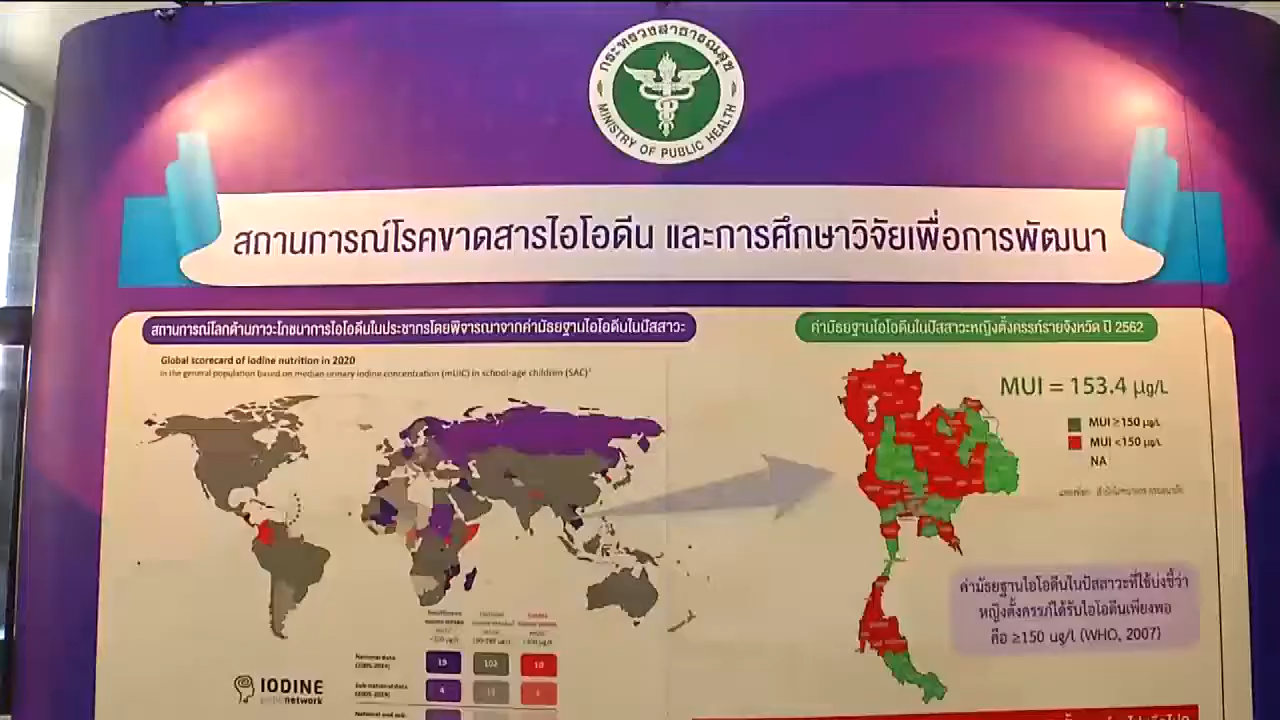 กระทรวงสาธารณสุข
MINISTRY OF PUBLIC HEALTH
สถานการณ์โรคขาดสารไอโอดีน และการศึกษาวิจัยเพื่อการพัฒนา
สถานการณ์โลกด้านภาวะโภชนาการไอโอดีนในประชากรโดยพิจารณาจากค่ามัธยฐานไอโอดีนในปัสสาวะ
Global scorecard of iodine nutrition in 2020
in the general population based on median urinary iodine concentration (mUIC) in school-age children (SAC)
National data
19 102 10
Sub national data
4
IODINE
network
ค่ามัธยฐานไอโอดีนในปัสสาวะหญิงตั้งครรภ์รายจังหวัด ปี 2562
MUI = 153.4 µg/L
MUI ≥150 µg/L
MUI <150 µg/L
NA
ค่ามัธยฐานไอโอดีนในปัสสาวะที่ใช้บ่งชี้ว่า
หญิงตั้งครรภ์ได้รับไอโอดีนเพียงพอ
คือ ≥150 ug/L (WHO, 2007)